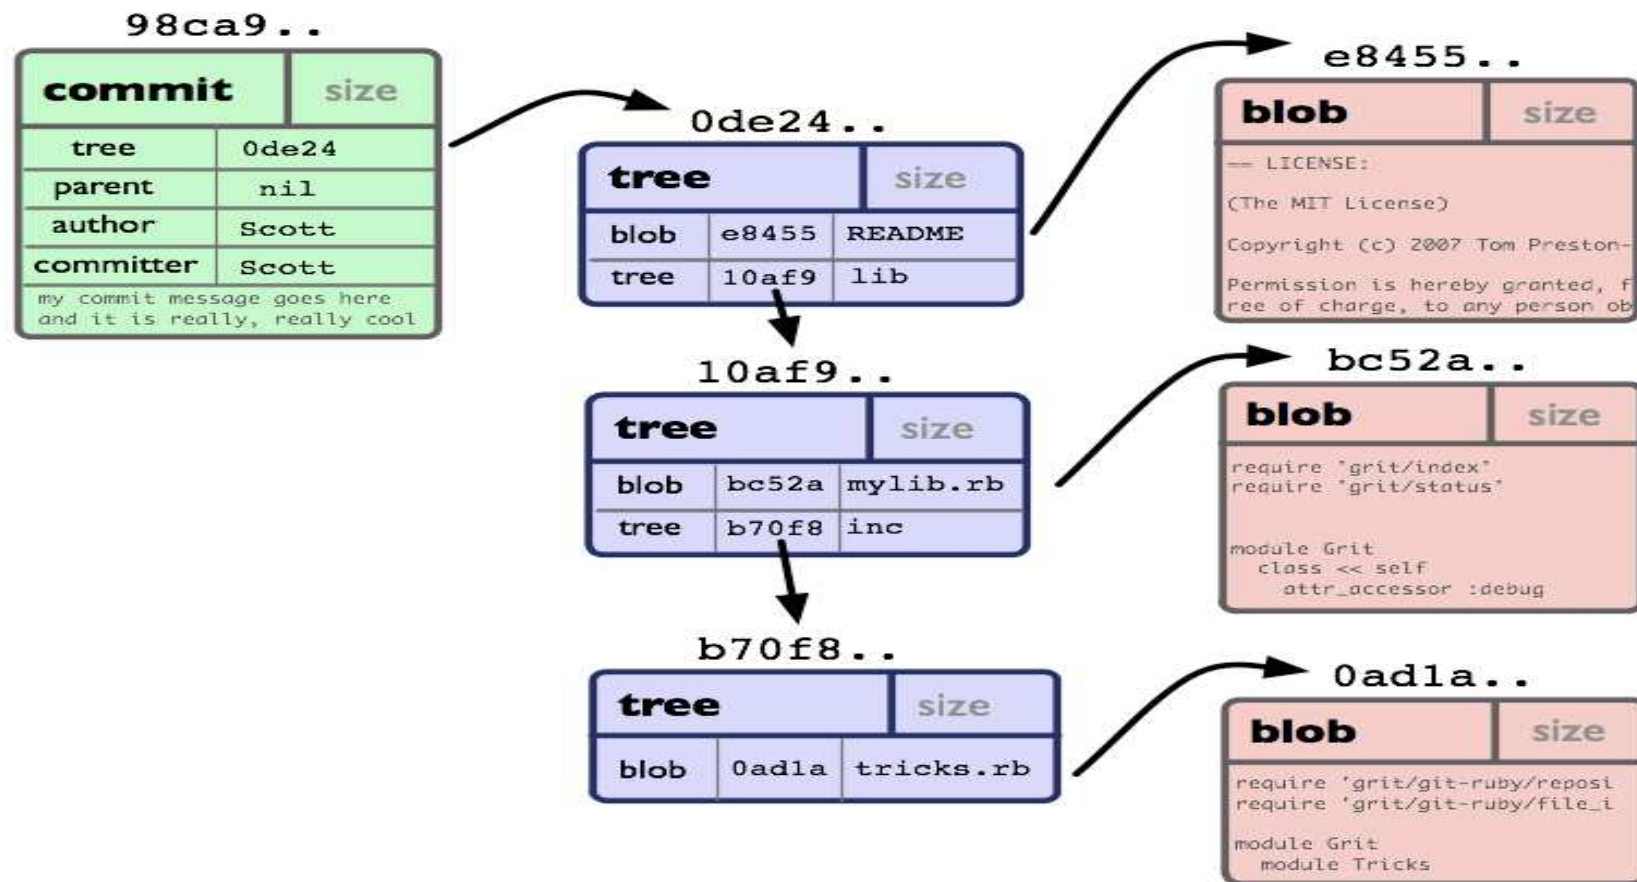 98ca9..
commit size
tree 0de24
parent nil
author Scott
committer Scott
my commit message goes here
and it is really, really cool
0de24..
tree size
blob e8455 README
tree 10af9 lib
10af9..
tree size
blob bc52a mylib.rb
tree b70f8 inc
b70f8..
tree size
blob 0ad1a tricks.rb
e8455..
blob size
-- LICENSE:
(The MIT License)
Copyright (c) 2007 Tom Preston-
Permission is hereby granted, f
ree of charge, to any person ob
bc52a..
blob size
require "grit/index"
require "grit/status"
module Grit
class << self
attr_accessor :debug
0ad1a..
blob size
require 'grit/git-ruby/reposi
require 'grit/git-ruby/file_i
module Grit
module Tricks